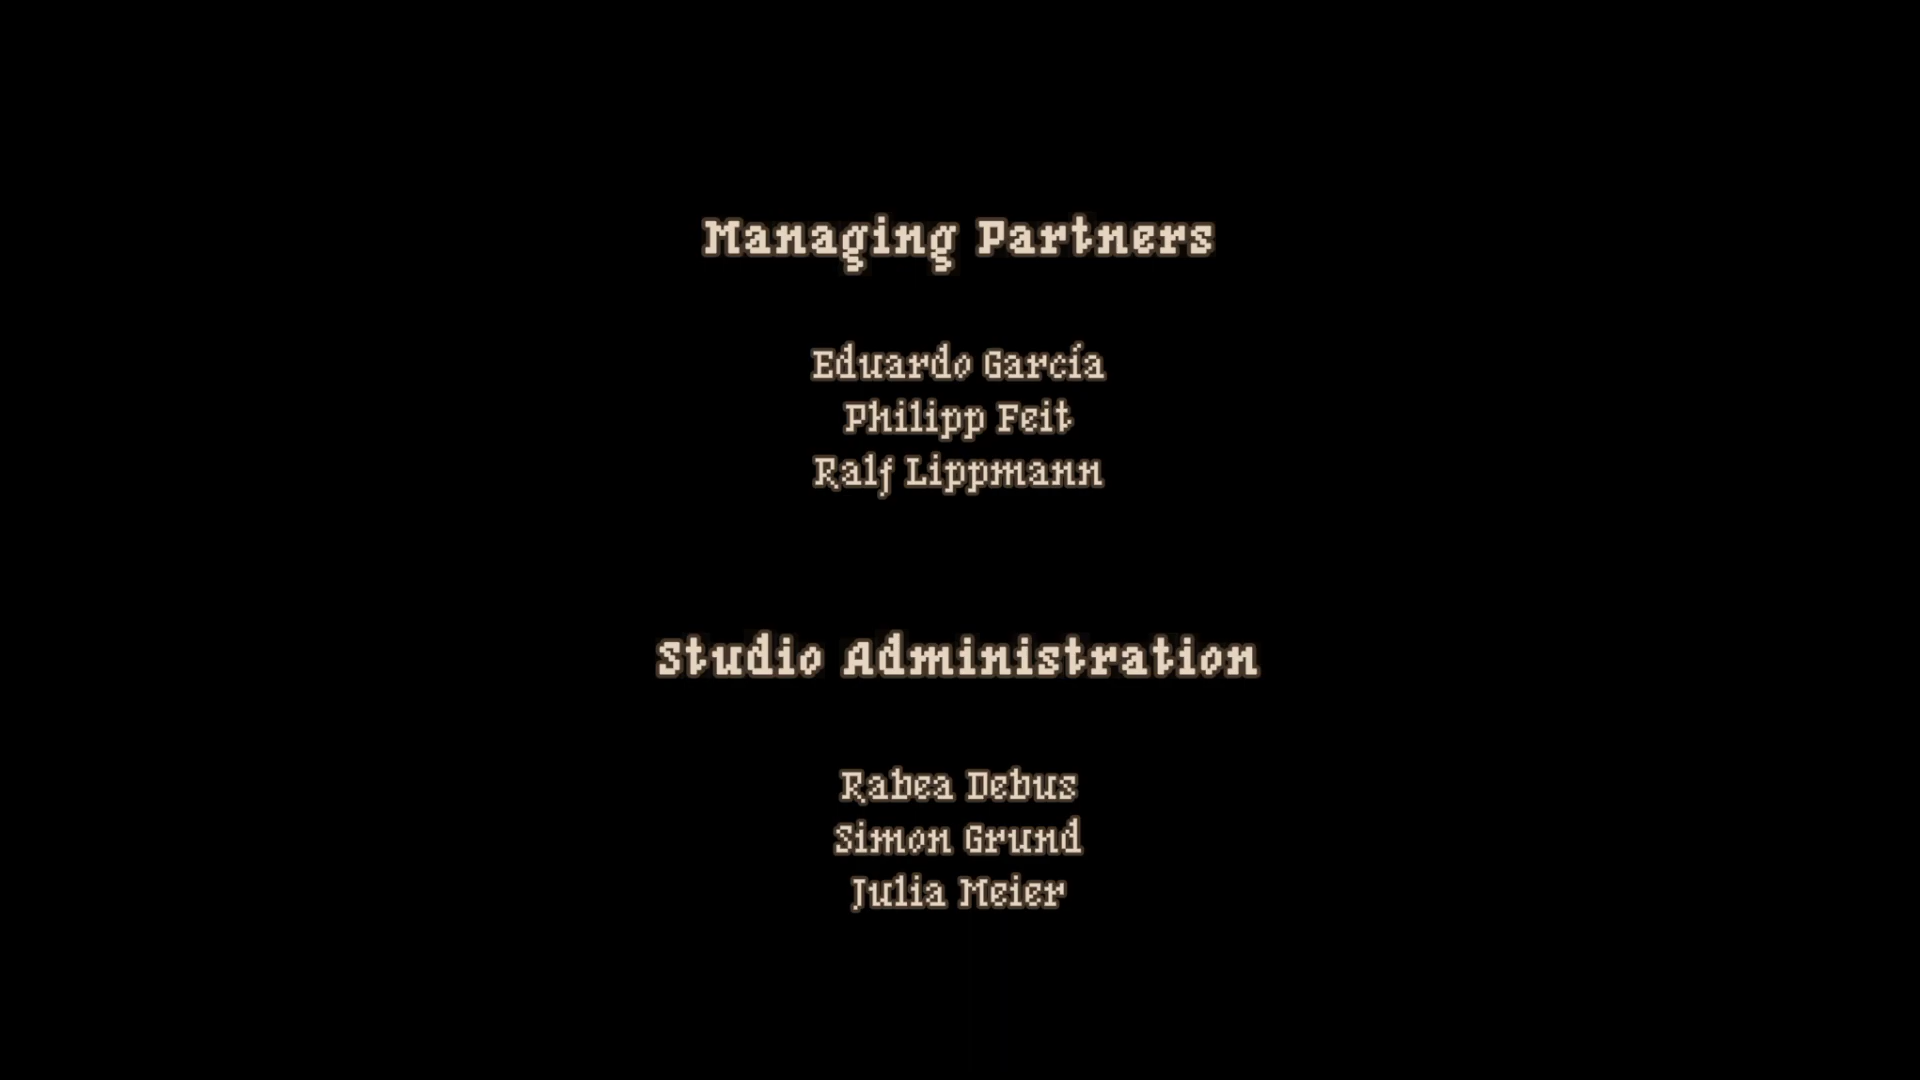 Managing Partners
Eduardo García
Philipp Feit
Ralf Lippmann
Studio Administration
Rabea Debus
Simon Grund
Julia Meier